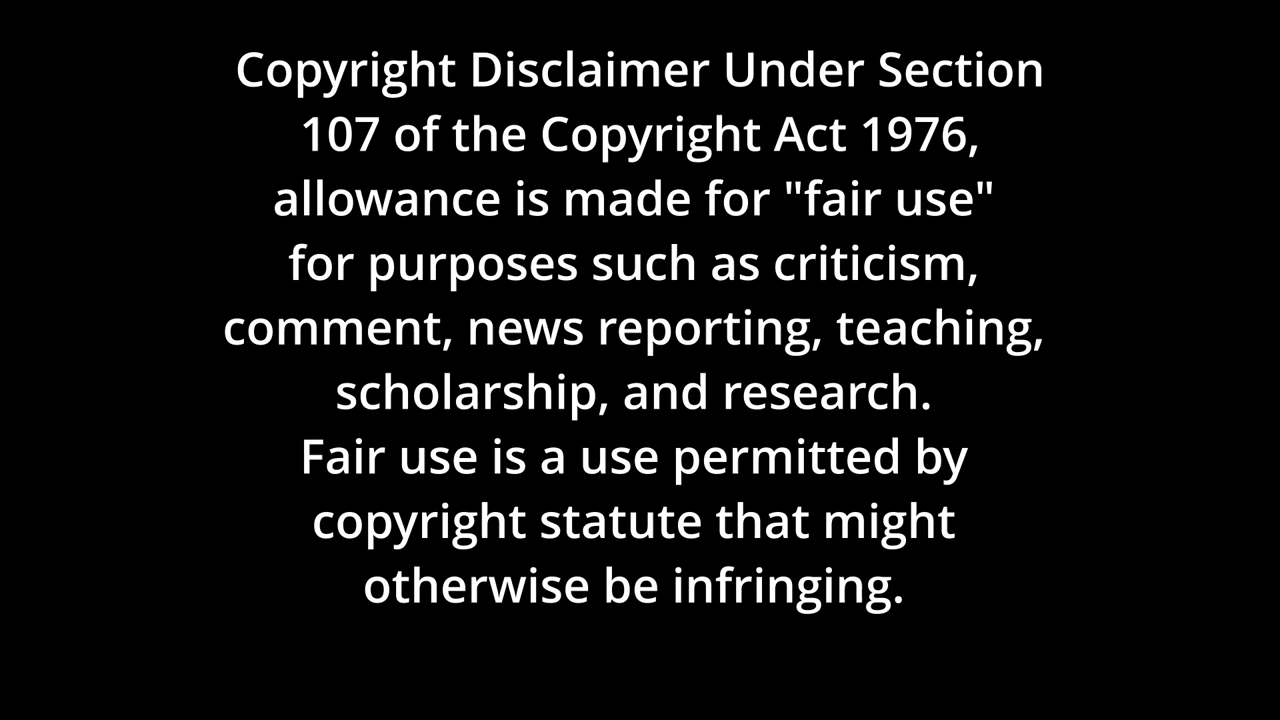 Copyright Disclaimer Under Section
107 of the Copyright Act 1976,
allowance is made for "fair use"
for purposes such as criticism,
comment, news reporting, teaching,
scholarship, and research.
Fair use is a use permitted by
copyright statute that might
otherwise be infringing.